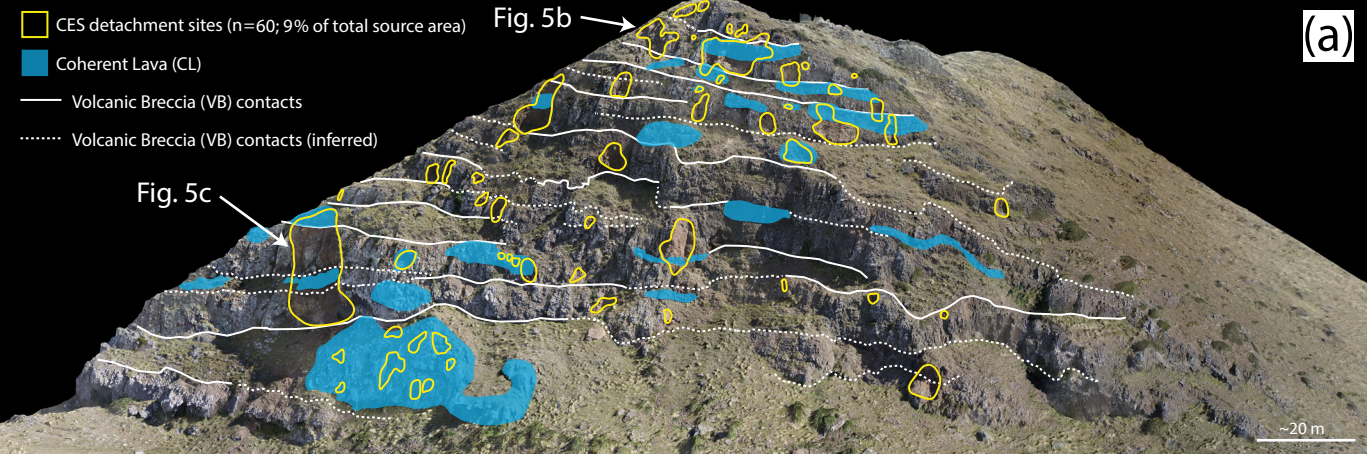 CES detachment sites (n=60; 9% of total source area)
Coherent Lava (CL)
Volcanic Breccia (VB) contacts
Volcanic Breccia (VB) contacts (inferred)
Fig. 5b
(a)
Fig. 5c
~20 m